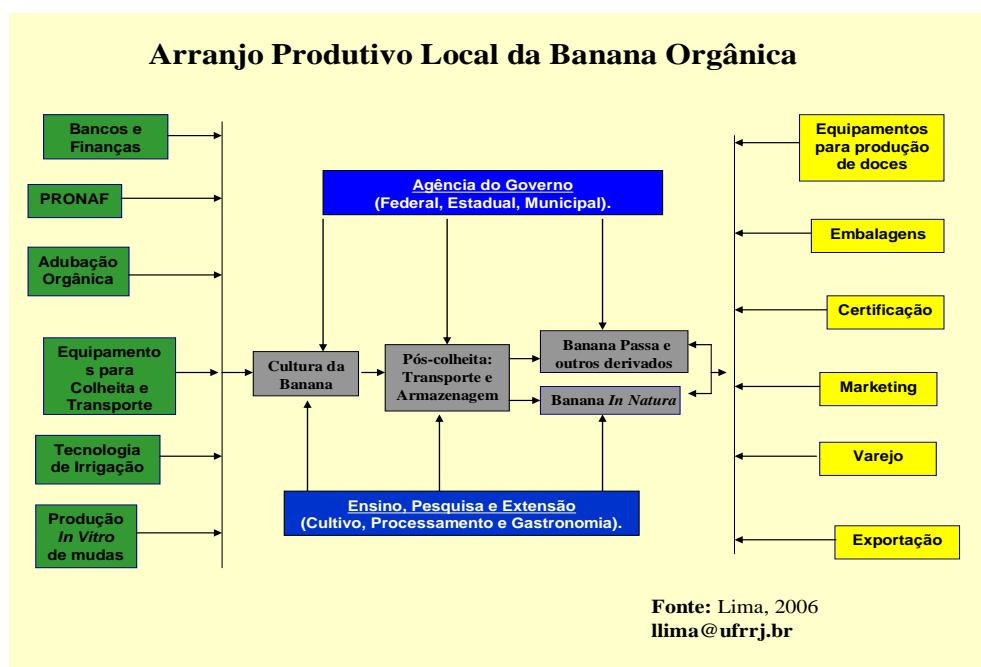 Arranjo Produtivo Local da Banana Orgânica
Bancos e
Finanças
PRONAF
Adubação
Orgânica
Equipamento
s para
Colheita e
Transporte
Tecnologia
de Irrigação
Produção
In Vitro
de mudas
Agência do Governo
(Federal, Estadual, Municipal).
Cultura da
Banana
Pós-colheita:
Transporte e
Armazenagem
Banana Passa e
outros derivados
Banana In Natura
Ensino, Pesquisa e Extensão
(Cultivo, Processamento e Gastronomia).
Equipamentos
para produção
de doces
Embalagens
Certificação
Marketing
Varejo
Exportação
Fonte: Lima, 2006
llima@ufrrj.br